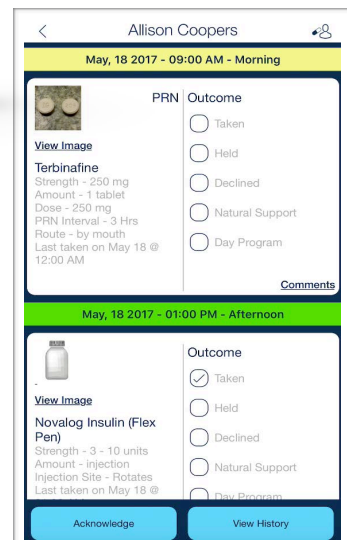 Allison Coopers
May, 18 2017 - 09:00 AM - Morning
PRN
View Image
Terbinafine
Strength - 250 mg
Amount - 1 tablet
Dose - 250 mg
PRN Interval - 3 Hrs
Route - by mouth
Last taken on May 18 @
12:00 AM
Outcome
Taken
Held
Declined
Natural Support
Day Program
Comments
May, 18 2017 - 01:00 PM - Afternoon
View Image
Novalog Insulin (Flex
Pen)
Strength - 3 - 10 units
Amount - injection
Injection Site - Rotates
Last taken on May 18 @
Outcome
Taken
Held
Declined
Natural Support
Day Program
Acknowledge
View History